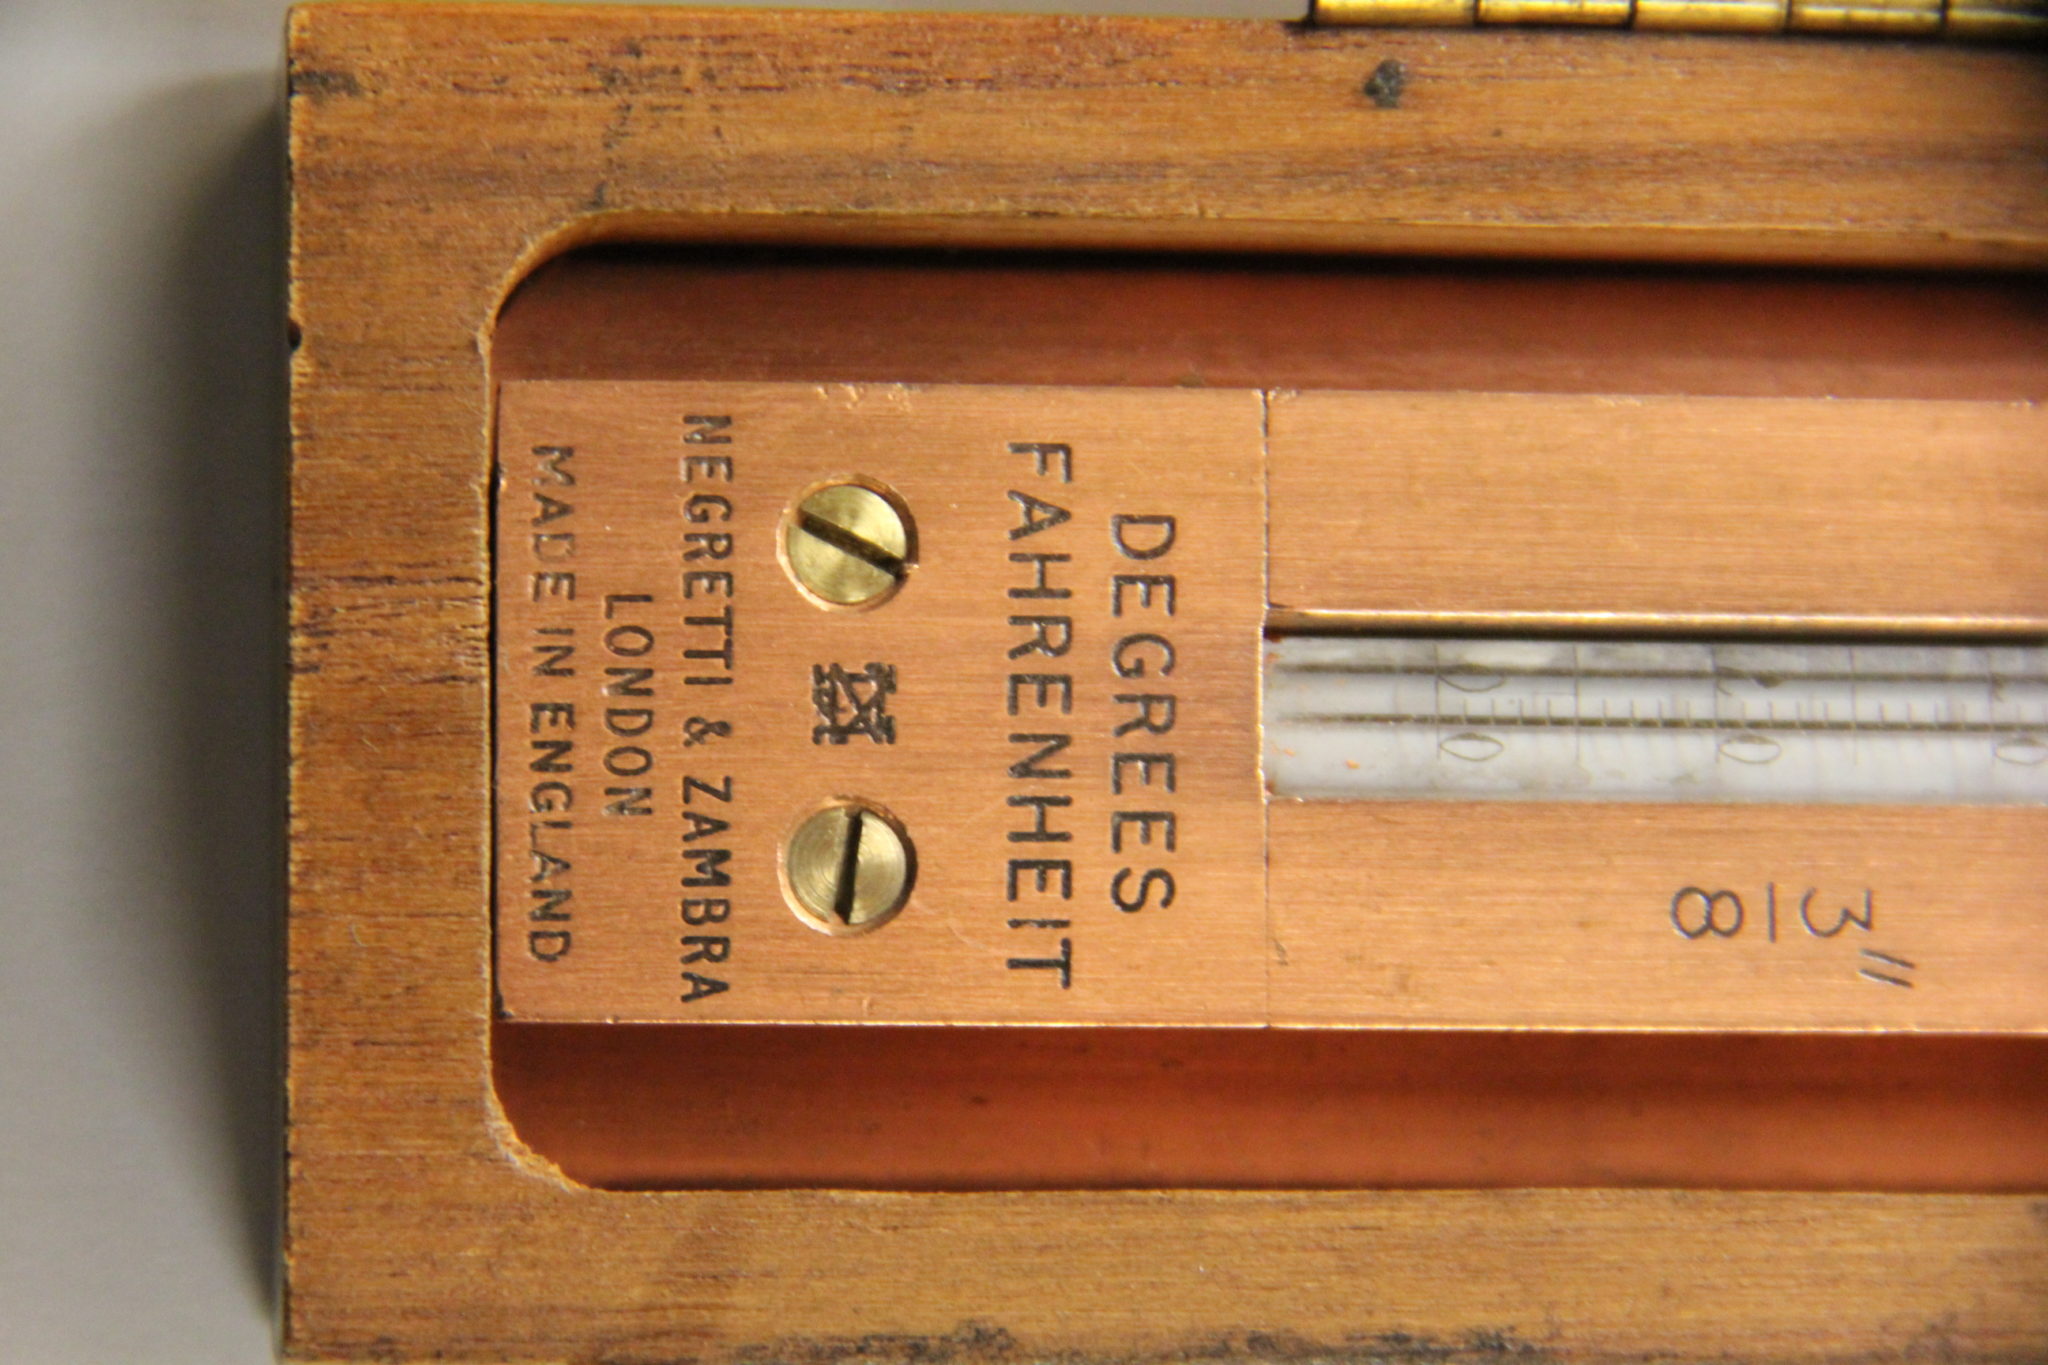 3"
8
DEGREES
FAHRENHEIT
NEGRETTI & ZAMBRA
LONDON
MADE IN ENGLAND